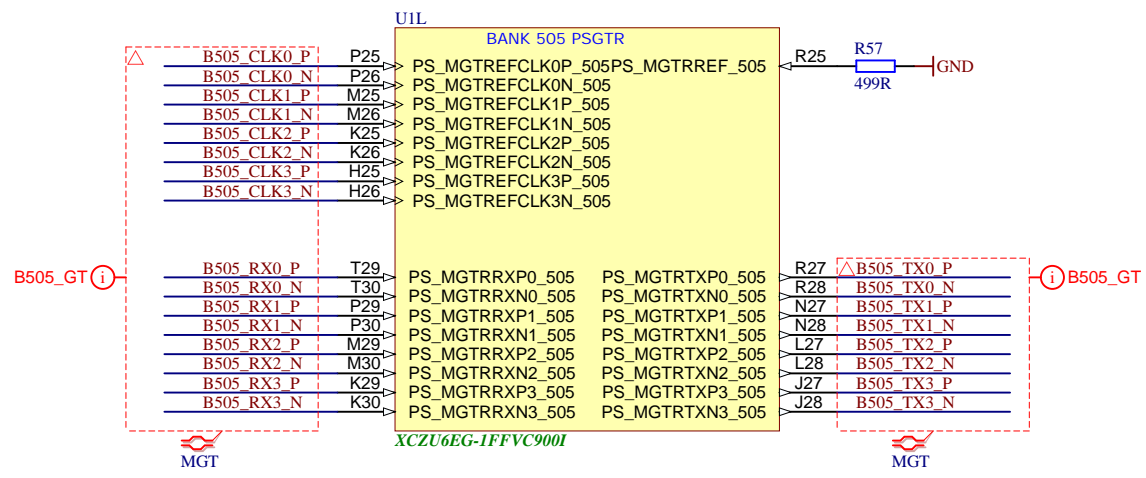 U1L
BANK 505 PSGTR
B505_CLK0_P P25 PS_MGTREFCLK0P_505 PS_MGTRREF_505 R25 R57 499R GND
B505_CLK0_N P26 PS_MGTREFCLK0N_505
B505_CLK1_P M25 PS_MGTREFCLK1P_505
B505_CLK1_N M26 PS_MGTREFCLK1N_505
B505_CLK2_P K25 PS_MGTREFCLK2P_505
B505_CLK2_N K26 PS_MGTREFCLK2N_505
B505_CLK3_P H25 PS_MGTREFCLK3P_505
B505_CLK3_N H26 PS_MGTREFCLK3N_505
B505_GT i
B505_RX0_P T29 PS_MGTRRXP0_505 PS_MGTRTXP0_505 R27 B505_TX0_P
B505_RX0_N T30 PS_MGTRRXN0_505 PS_MGTRTXN0_505 R28 B505_TX0_N
B505_RX1_P P29 PS_MGTRRXP1_505 PS_MGTRTXP1_505 N27 B505_TX1_P
B505_RX1_N P30 PS_MGTRRXN1_505 PS_MGTRTXN1_505 N28 B505_TX1_N
B505_RX2_P M29 PS_MGTRRXP2_505 PS_MGTRTXP2_505 L27 B505_TX2_P
B505_RX2_N M30 PS_MGTRRXN2_505 PS_MGTRTXN2_505 L28 B505_TX2_N
B505_RX3_P K29 PS_MGTRRXP3_505 PS_MGTRTXP3_505 J27 B505_TX3_P
B505_RX3_N K30 PS_MGTRRXN3_505 PS_MGTRTXN3_505 J28 B505_TX3_N
i B505_GT
XCZU6EG-1FFVC900I
MGT
MGT